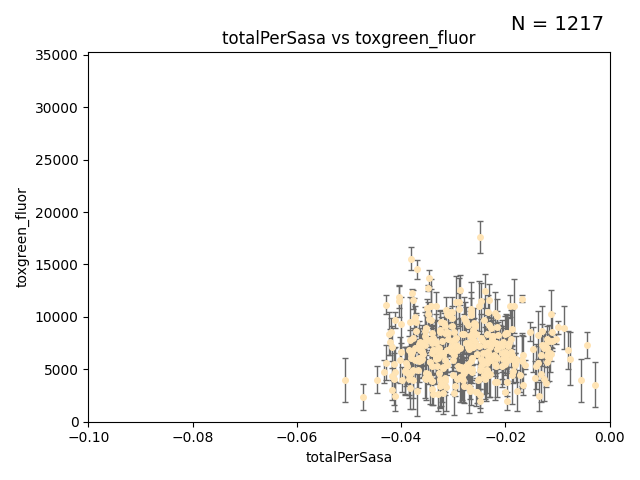 N = 1217
totalPerSasa vs toxgreen_fluor
35000
30000
25000
20000
15000
10000
5000
0
toxgreen_fluor
−0.10 −0.08 −0.06 −0.04 −0.02 0.00
totalPerSasa